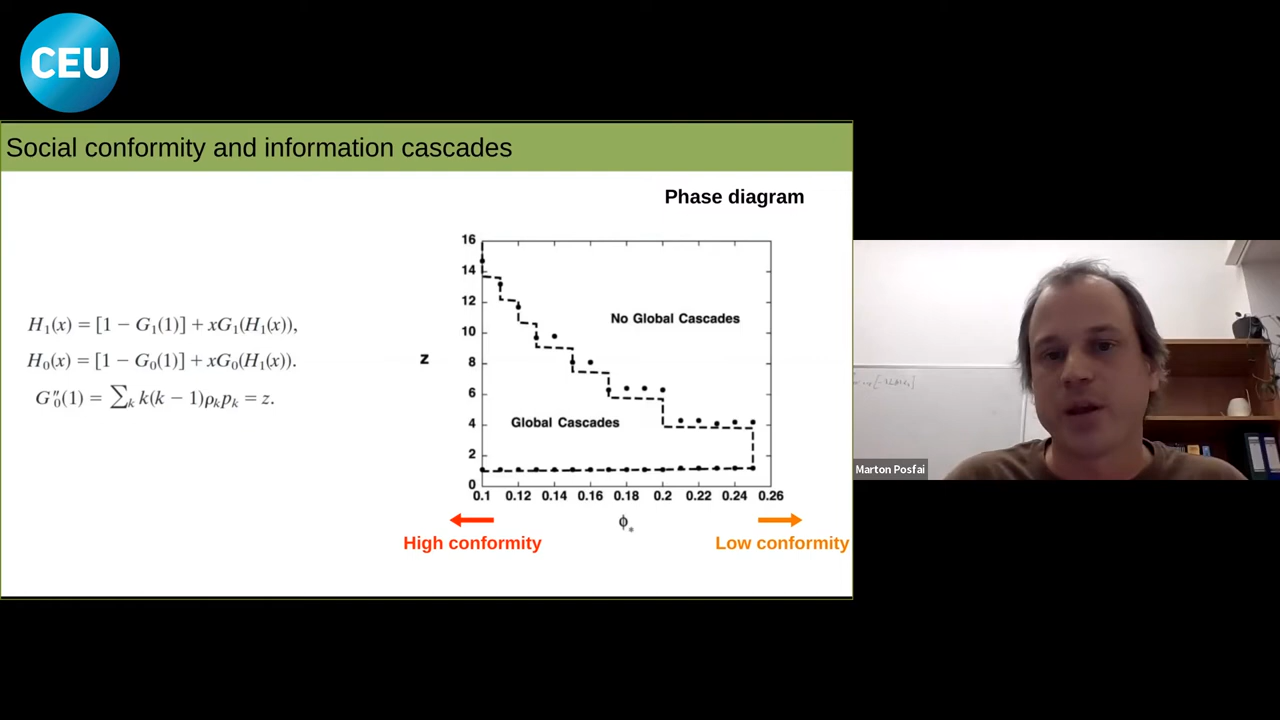 CEU
Social conformity and information cascades
Phase diagram
H₁(x) = [1 − G₁(1)] + xG₁(H₁(x)),
H₀(x) = [1 − G₀(1)] + xG₀(H₁(x)).
G″₀(1) = ∑ₖ k(k − 1)ρₖpₖ = z.
16
14
12
10
8
6
4
2
0
z
No Global Cascades
Global Cascades
0.1 0.12 0.14 0.16 0.18 0.2 0.22 0.24 0.26
ϕ*
High conformity
Low conformity
Marton Posfai